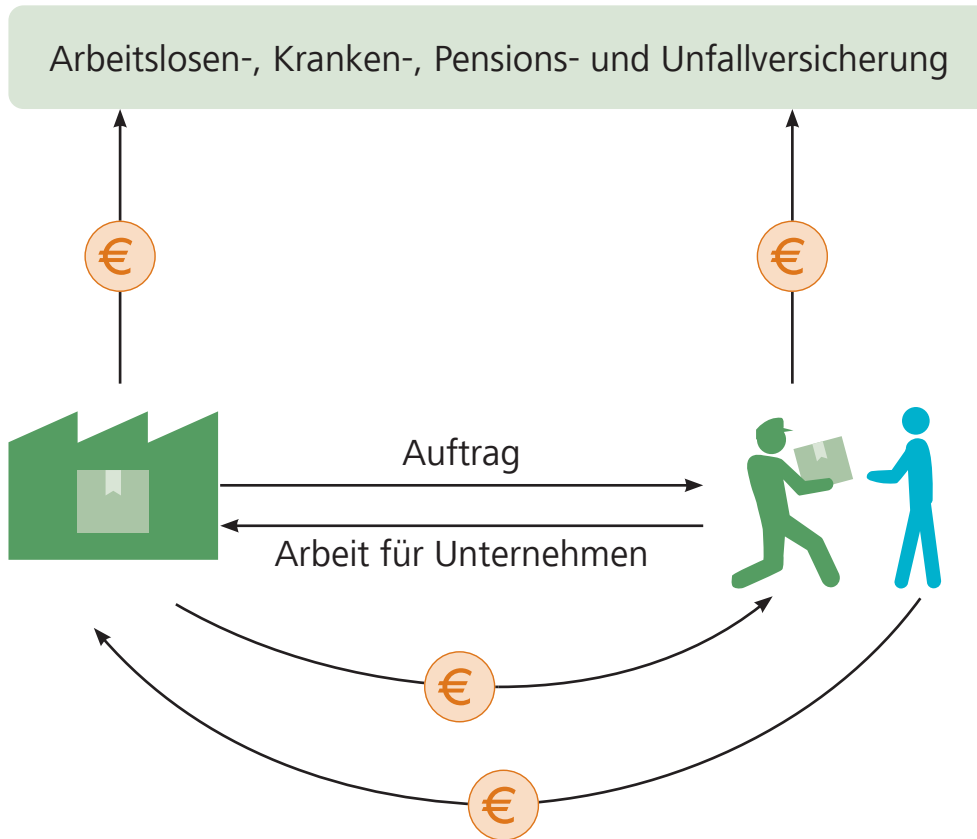 Arbeitslosen-, Kranken-, Pensions- und Unfallversicherung
€
€
Auftrag
Arbeit für Unternehmen
€
€